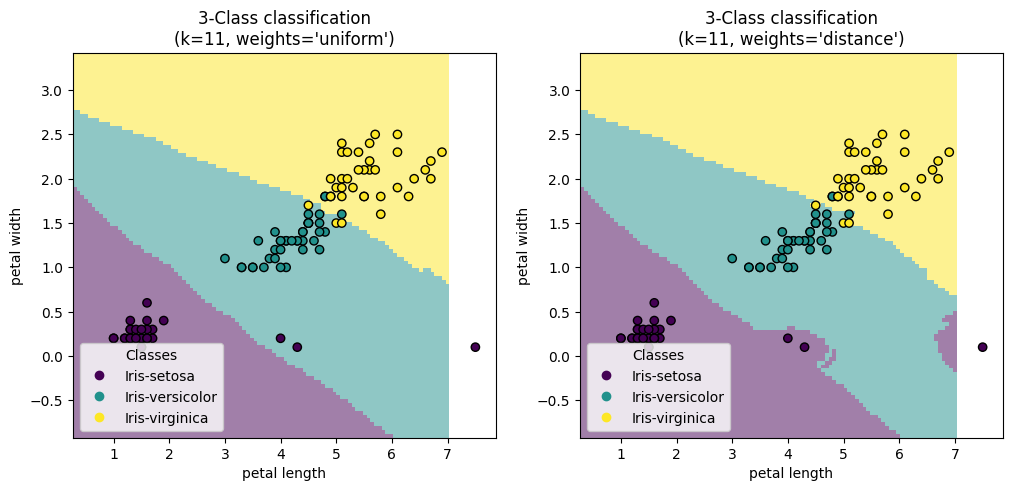 3-Class classification
(k=11, weights='uniform')
petal width
3.0
2.5
2.0
1.5
1.0
0.5
0.0
−0.5
Classes
Iris-setosa
Iris-versicolor
Iris-virginica
1 2 3 4 5 6 7
petal length
3-Class classification
(k=11, weights='distance')
petal width
3.0
2.5
2.0
1.5
1.0
0.5
0.0
−0.5
Classes
Iris-setosa
Iris-versicolor
Iris-virginica
1 2 3 4 5 6 7
petal length